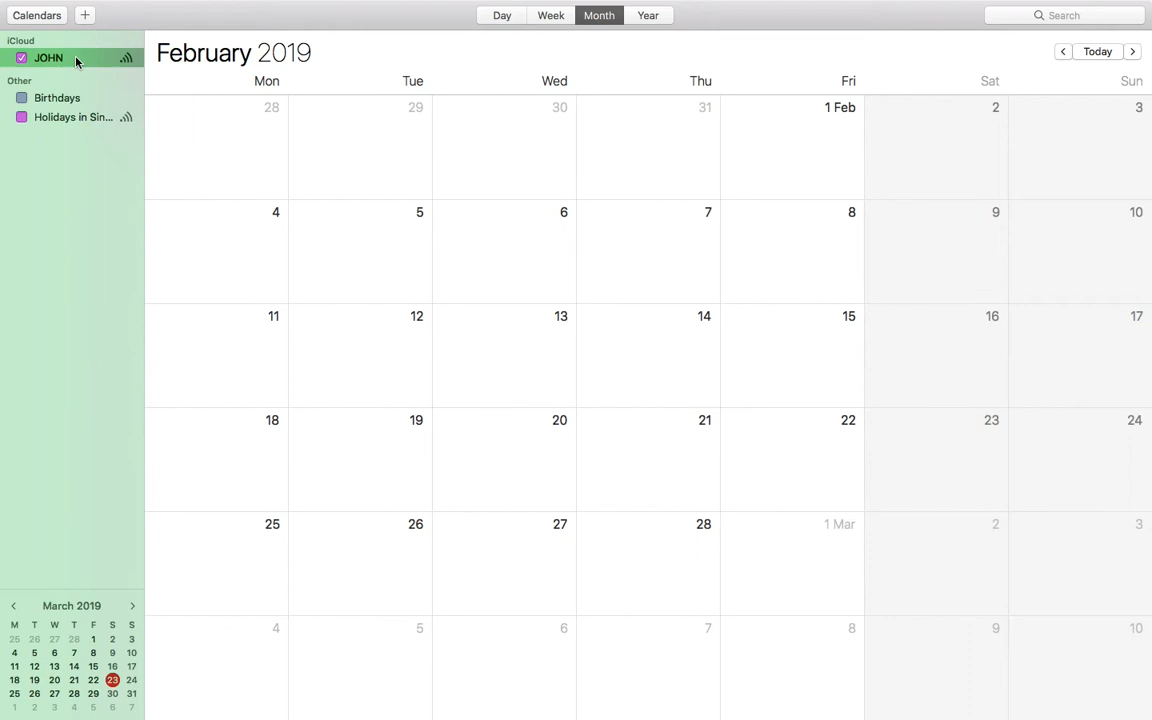 Calendars + Day Week Month Year Search
iCloud
JOHN
Other
Birthdays
Holidays in Sin...
February 2019
Today
Mon Tue Wed Thu Fri Sat Sun
28 29 30 31 1 Feb 2 3
4 5 6 7 8 9 10
11 12 13 14 15 16 17
18 19 20 21 22 23 24
25 26 27 28 1 Mar 2 3
4 5 6 7 8 9 10
March 2019
M T W T F S S
25 26 27 28 1 2 3
4 5 6 7 8 9 10
11 12 13 14 15 16 17
18 19 20 21 22 23 24
25 26 27 28 29 30 31
1 2 3 4 5 6 7